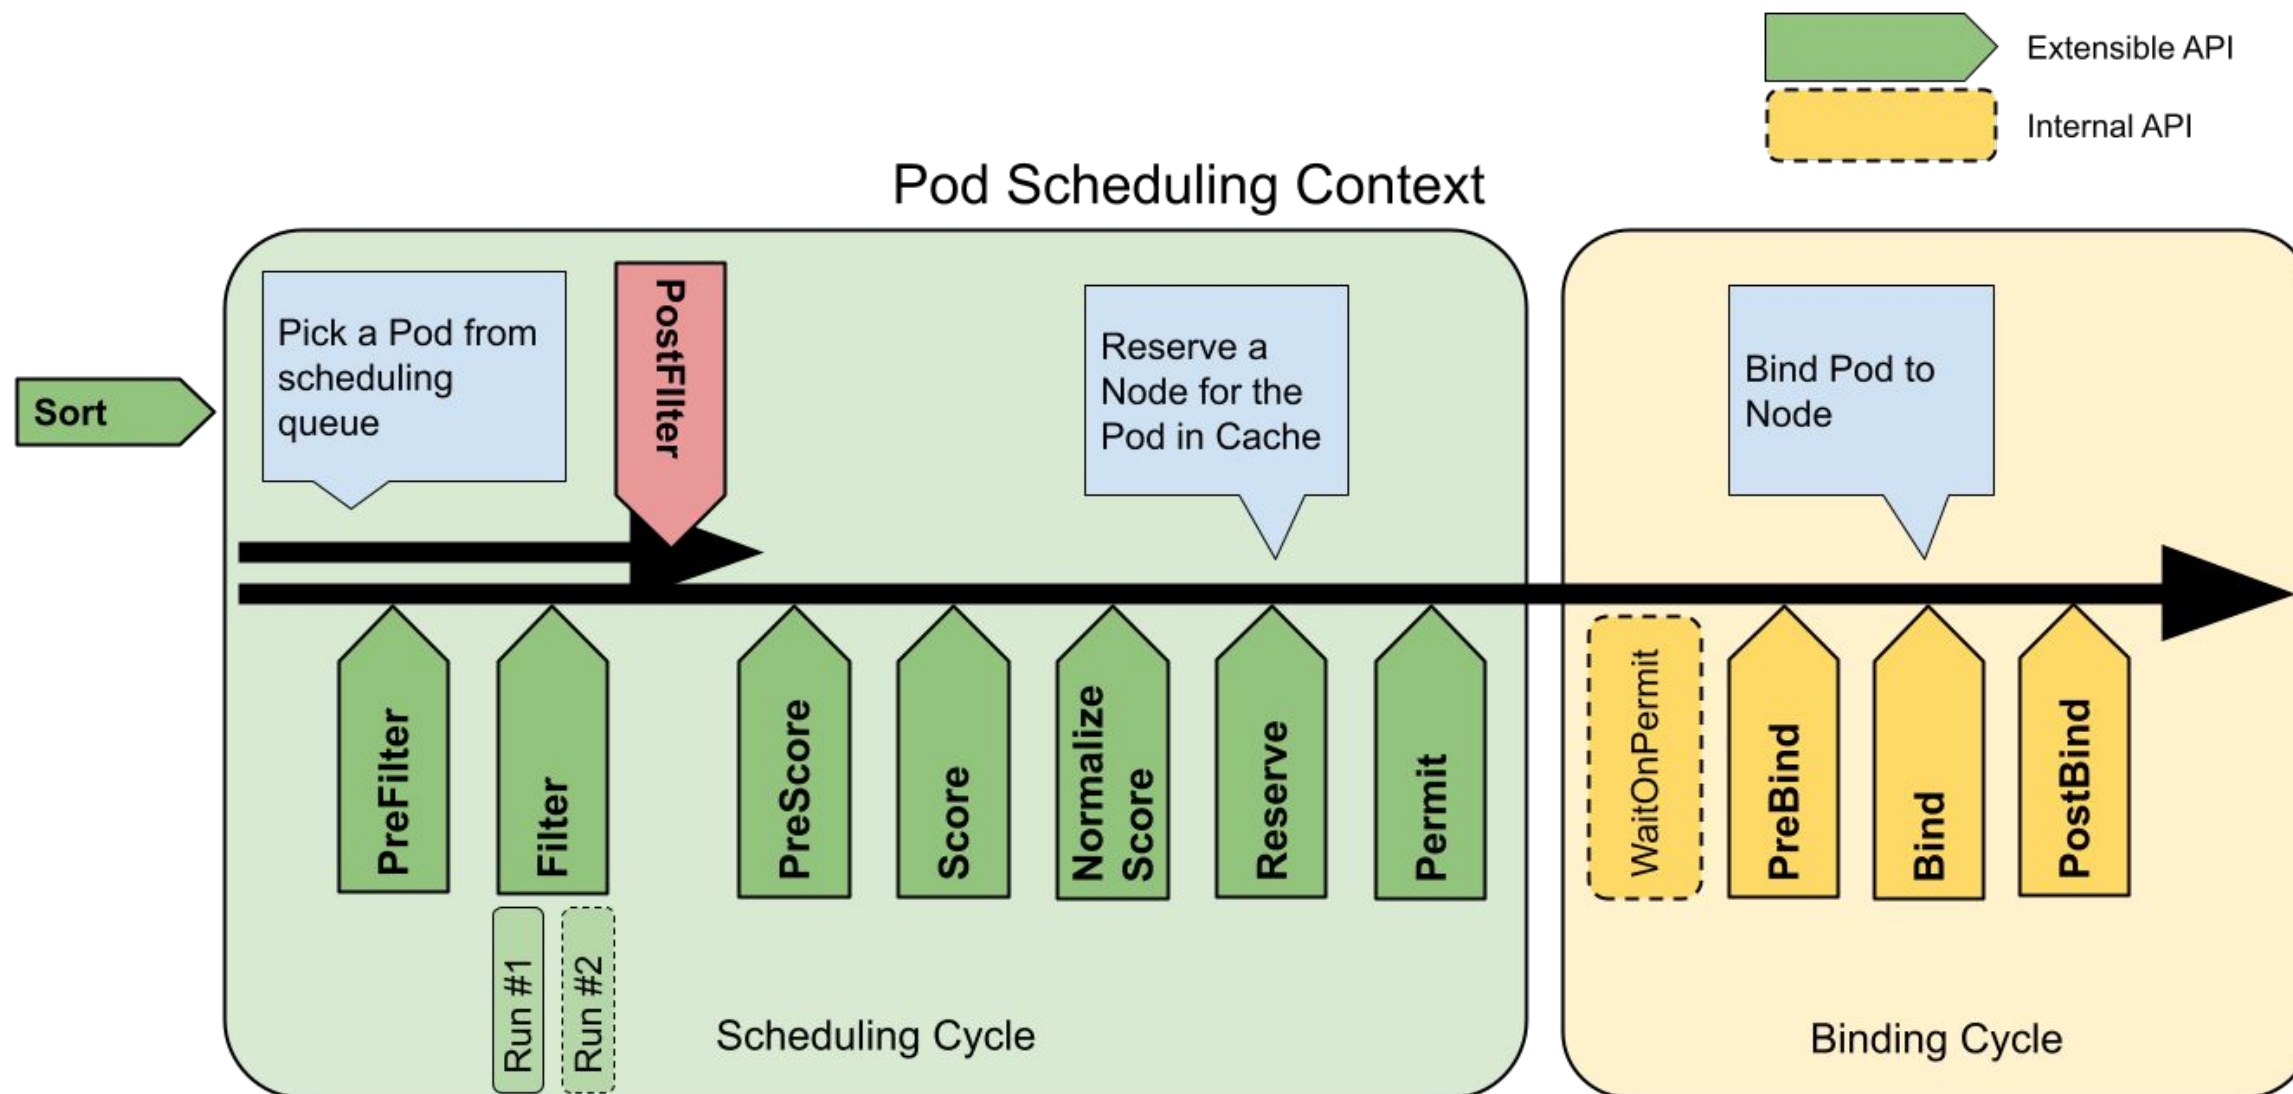 Extensible API
Internal API
Pod Scheduling Context
Sort
Pick a Pod from
scheduling
queue
PostFIlter
Reserve a
Node for the
Pod in Cache
Bind Pod to
Node
PreFilter
Filter
PreScore
Score
Normalize
Score
Reserve
Permit
WaitOnPermit
PreBind
Bind
PostBind
Run #1
Run #2
Scheduling Cycle
Binding Cycle